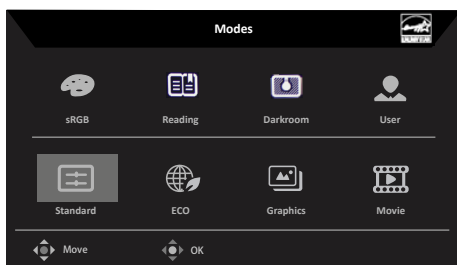 Modes
sRGB Reading Darkroom User
Standard ECO Graphics Movie
Move OK